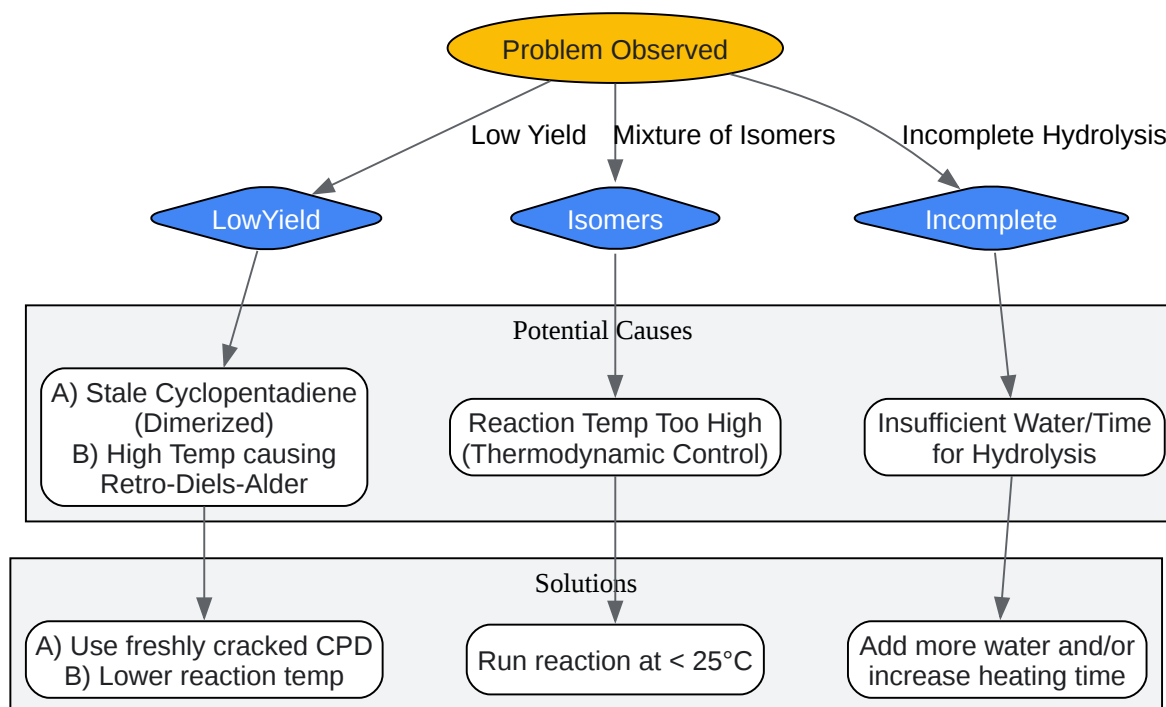 Problem Observed
Low Yield
Mixture of Isomers
Incomplete Hydrolysis
LowYield
Isomers
Incomplete
Potential Causes
A) Stale Cyclopentadiene
(Dimerized)
B) High Temp causing
Retro-Diels-Alder
Reaction Temp Too High
(Thermodynamic Control)
Insufficient Water/Time
for Hydrolysis
Solutions
A) Use freshly cracked CPD
B) Lower reaction temp
Run reaction at < 25°C
Add more water and/or
increase heating time